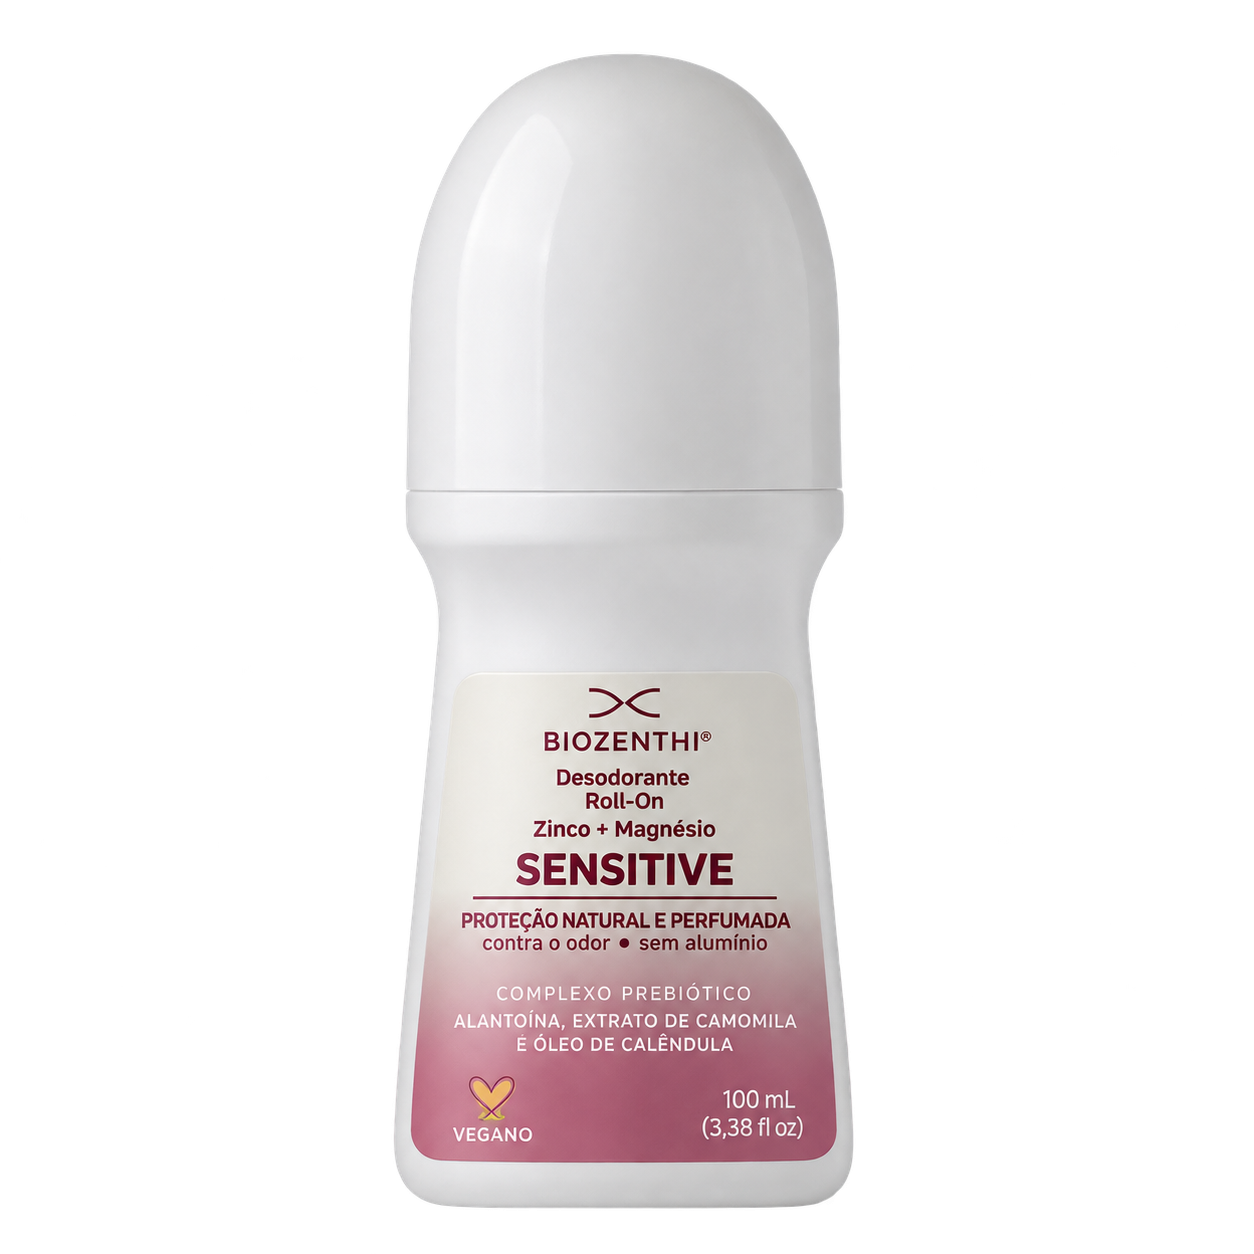 BIOZENTHI®
Desodorante
Roll-On
Zinco + Magnésio
SENSITIVE
PROTEÇÃO NATURAL E PERFUMADA
contra o odor • sem alumínio
COMPLEXO PREBIÓTICO
ALANTOÍNA, EXTRATO DE CAMOMILA
E ÓLEO DE CALÊNDULA
VEGANO
100 mL
(3,38 fl oz)